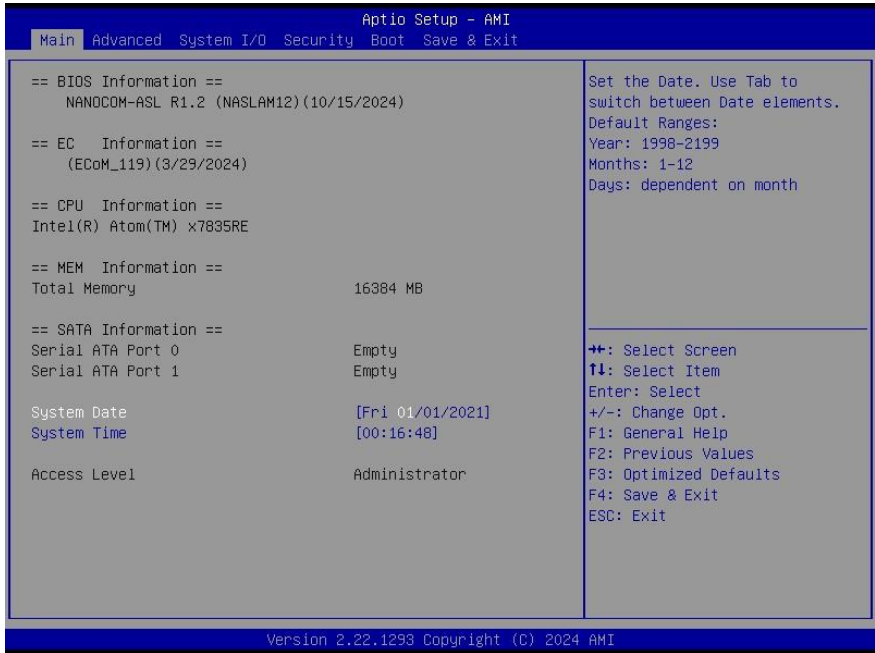 Aptio Setup – AMI
Main Advanced System I/O Security Boot Save & Exit
== BIOS Information ==
NANOCOM-ASL R1.2 (NASLAM12)(10/15/2024)
== EC Information ==
(ECoM_119)(3/29/2024)
== CPU Information ==
Intel(R) Atom(TM) x7835RE
== MEM Information ==
Total Memory 16384 MB
== SATA Information ==
Serial ATA Port 0 Empty
Serial ATA Port 1 Empty
System Date [Fri 01/01/2021]
System Time [00:16:48]
Access Level Administrator
Set the Date. Use Tab to
switch between Date elements.
Default Ranges:
Year: 1998-2199
Months: 1-12
Days: dependent on month
→←: Select Screen
↑↓: Select Item
Enter: Select
+/-: Change Opt.
F1: General Help
F2: Previous Values
F3: Optimized Defaults
F4: Save & Exit
ESC: Exit
Version 2.22.1293 Copyright (C) 2024 AMI